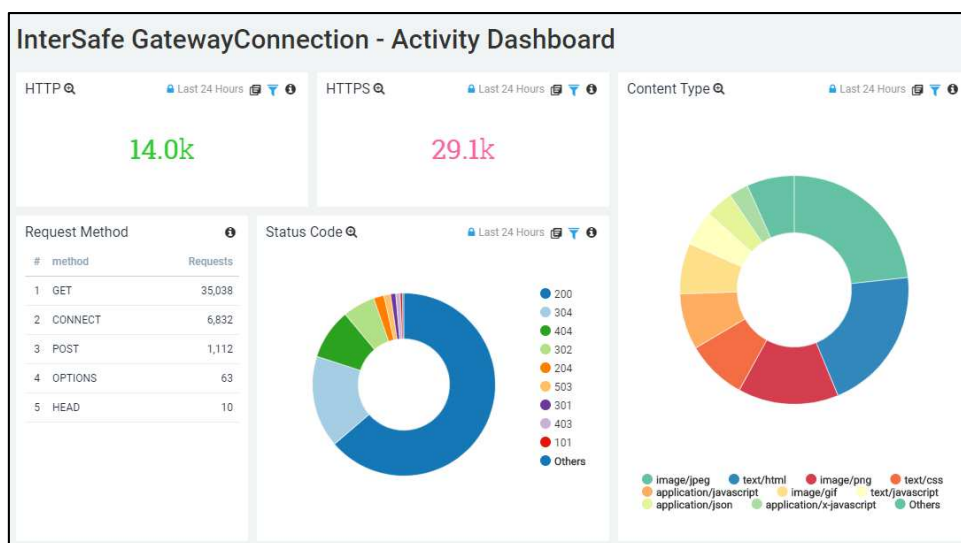 InterSafe GatewayConnection - Activity Dashboard
HTTP
Last 24 Hours
14.0k
HTTPS
Last 24 Hours
29.1k
Content Type
Last 24 Hours
image/jpeg text/html image/png text/css
application/javascript image/gif text/javascript
application/json application/x-javascript Others
Request Method
# method Requests
1 GET 35,038
2 CONNECT 6,832
3 POST 1,112
4 OPTIONS 63
5 HEAD 10
Status Code
Last 24 Hours
200
304
404
302
204
503
301
403
101
Others